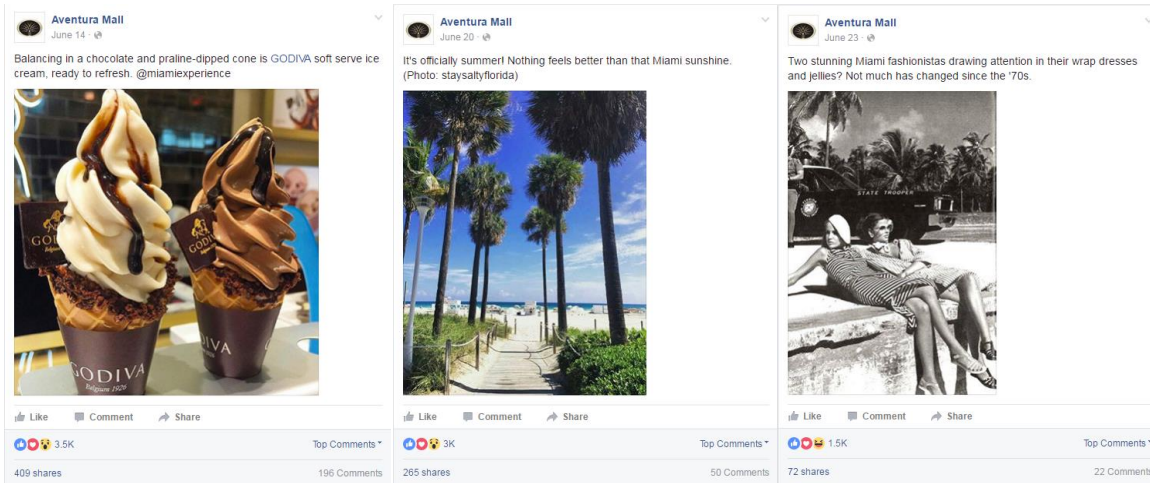 Aventura Mall
June 14 ·
Balancing in a chocolate and praline-dipped cone is GODIVA soft serve ice
cream, ready to refresh. @miamiexperience
GODIVA
Belgium 1926
GODIVA
Like Comment Share
3.5K Top Comments
409 shares 196 Comments
Aventura Mall
June 20 ·
It's officially summer! Nothing feels better than that Miami sunshine.
(Photo: staysaltyflorida)
Like Comment Share
3K Top Comments
265 shares 50 Comments
Aventura Mall
June 23 ·
Two stunning Miami fashionistas drawing attention in their wrap dresses
and jellies? Not much has changed since the '70s.
STATE TROOPER
Like Comment Share
1.5K Top Comments
72 shares 22 Comments